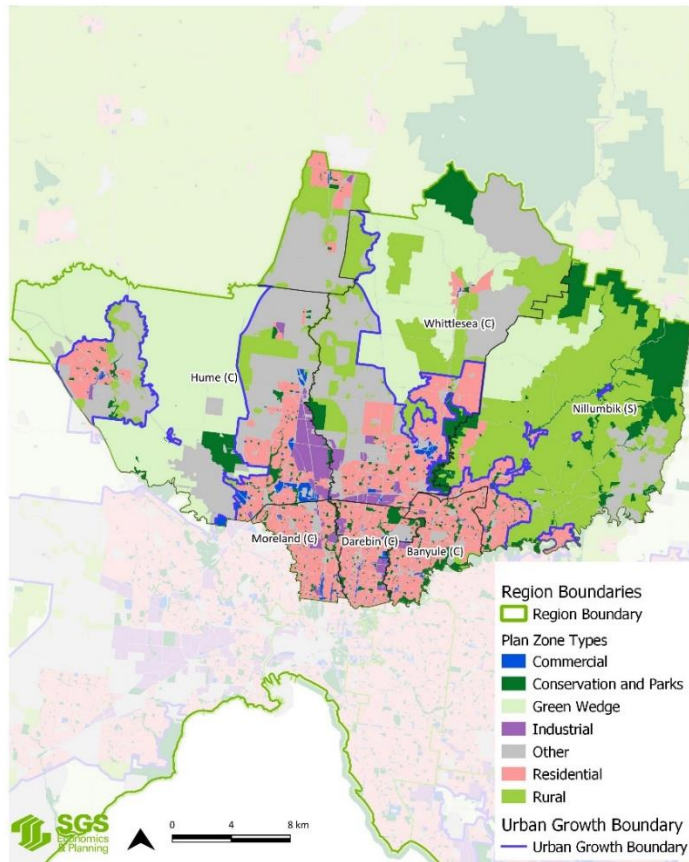 Whittlesea (C)
Hume (C)
Nillumbik (S)
Moreland (C)
Darebin (C)
Banyule (C)
Region Boundaries
Region Boundary
Plan Zone Types
Commercial
Conservation and Parks
Green Wedge
Industrial
Other
Residential
Rural
Urban Growth Boundary
Urban Growth Boundary
SGS
Economics
& Planning
0 4 8 km